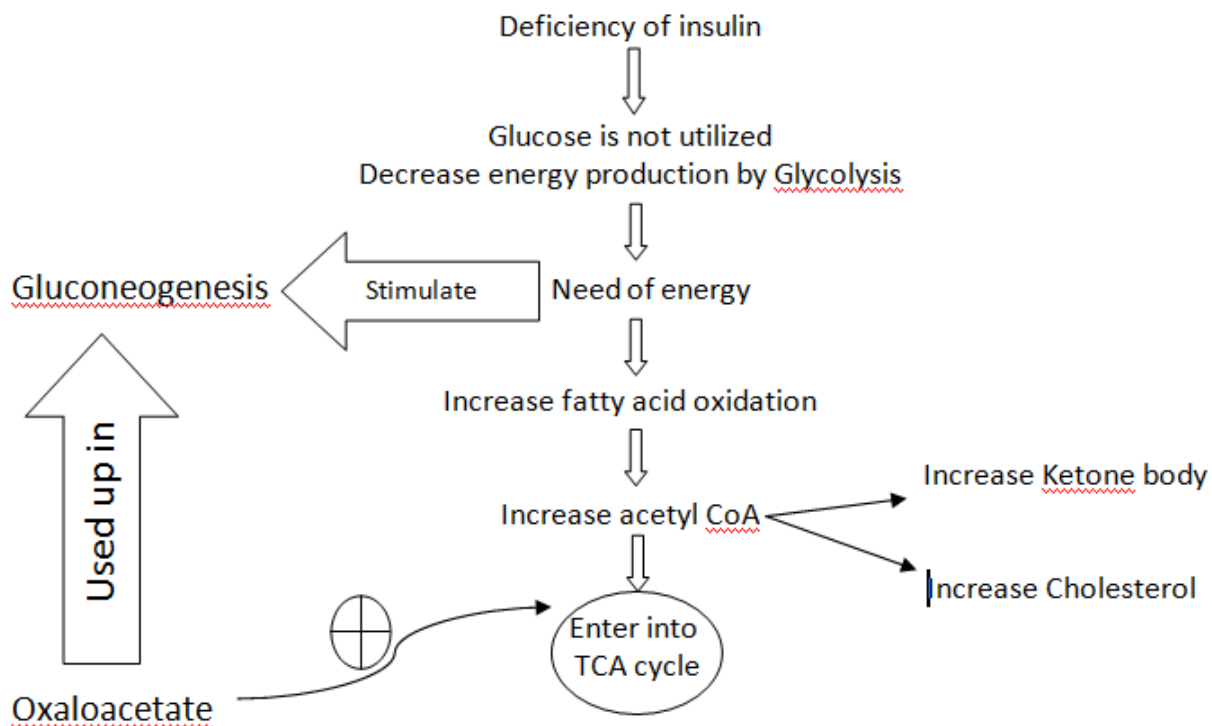 Deficiency of insulin
Glucose is not utilized
Decrease energy production by Glycolysis
Gluconeogenesis
Stimulate
Need of energy
Increase fatty acid oxidation
Used up in
Increase Ketone body
Increase acetyl CoA
Increase Cholesterol
Enter into
TCA cycle
Oxaloacetate